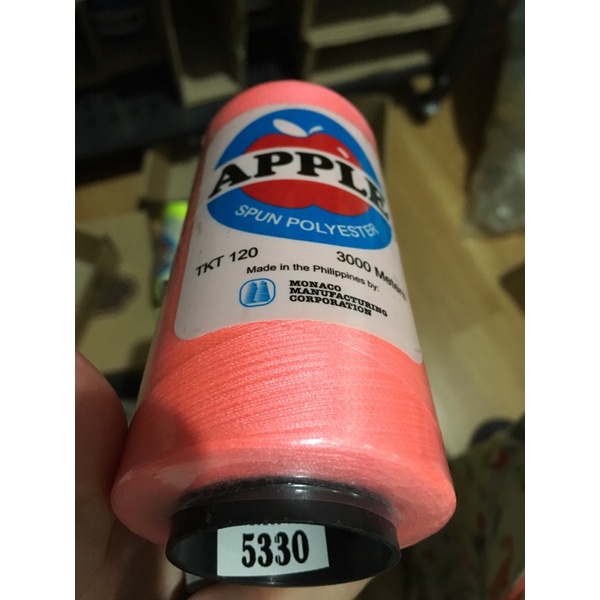 APPLE
SPUN POLYESTER
TKT 120 3000 Meters
Made in the Philippines by:
MONACO
MANUFACTURING
CORPORATION
5330